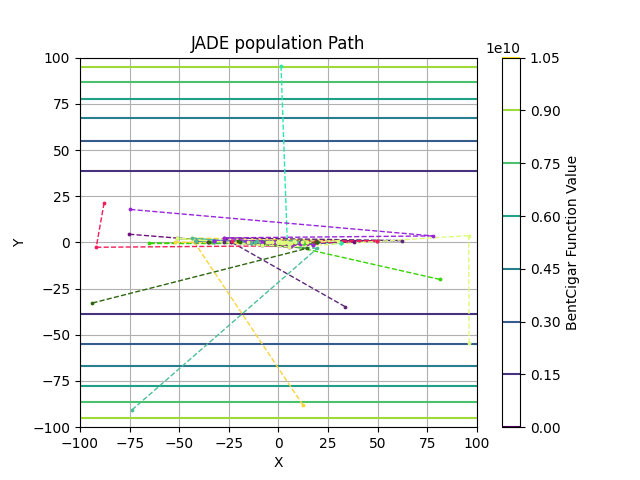 JADE population Path
1e10
100
75
50
25
0
−25
−50
−75
−100
Y
−100 −75 −50 −25 0 25 50 75 100
X
1.05
0.90
0.75
0.60
0.45
0.30
0.15
0.00
BentCigar Function Value